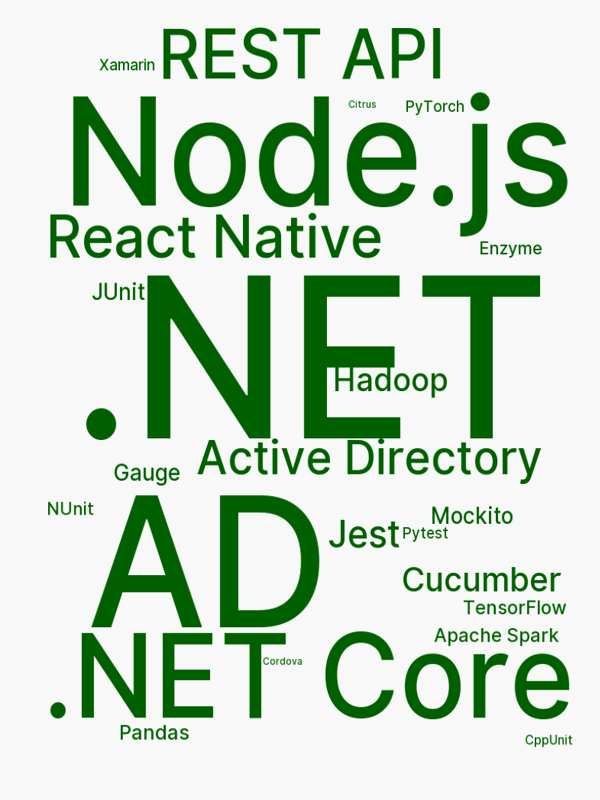 REST API
Xamarin
Citrus
PyTorch
Node.js
React Native
Enzyme
JUnit
.NET
Hadoop
Active Directory
Gauge
NUnit
AD
Mockito
Jest
Pytest
Cucumber
TensorFlow
Apache Spark
.NET Core
Cordova
Pandas
CppUnit